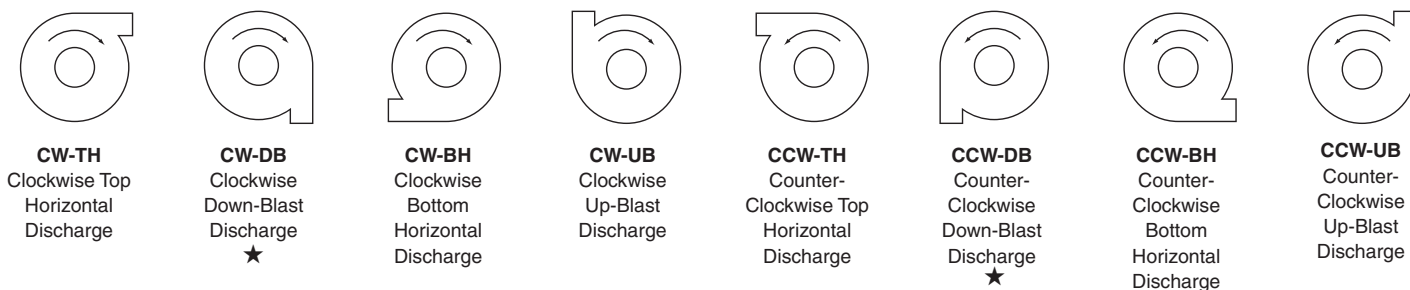 CW-TH
Clockwise Top
Horizontal
Discharge
CW-DB
Clockwise
Down-Blast
Discharge
★
CW-BH
Clockwise
Bottom
Horizontal
Discharge
CW-UB
Clockwise
Up-Blast
Discharge
CCW-TH
Counter-
Clockwise Top
Horizontal
Discharge
CCW-DB
Counter-
Clockwise
Down-Blast
Discharge
★
CCW-BH
Counter-
Clockwise
Bottom
Horizontal
Discharge
CCW-UB
Counter-
Clockwise
Up-Blast
Discharge